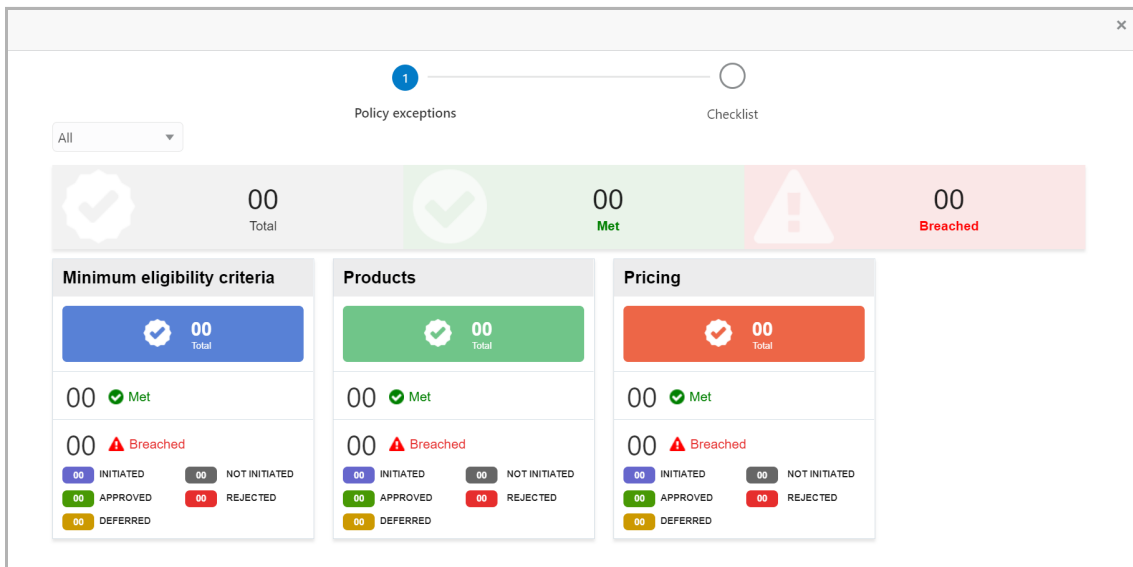 ×
1
Policy exceptions
Checklist
All
00
Total
00
Met
00
Breached
Minimum eligibility criteria
00
Total
00 Met
00 Breached
00 INITIATED 00 NOT INITIATED
00 APPROVED 00 REJECTED
00 DEFERRED
Products
00
Total
00 Met
00 Breached
00 INITIATED 00 NOT INITIATED
00 APPROVED 00 REJECTED
00 DEFERRED
Pricing
00
Total
00 Met
00 Breached
00 INITIATED 00 NOT INITIATED
00 APPROVED 00 REJECTED
00 DEFERRED